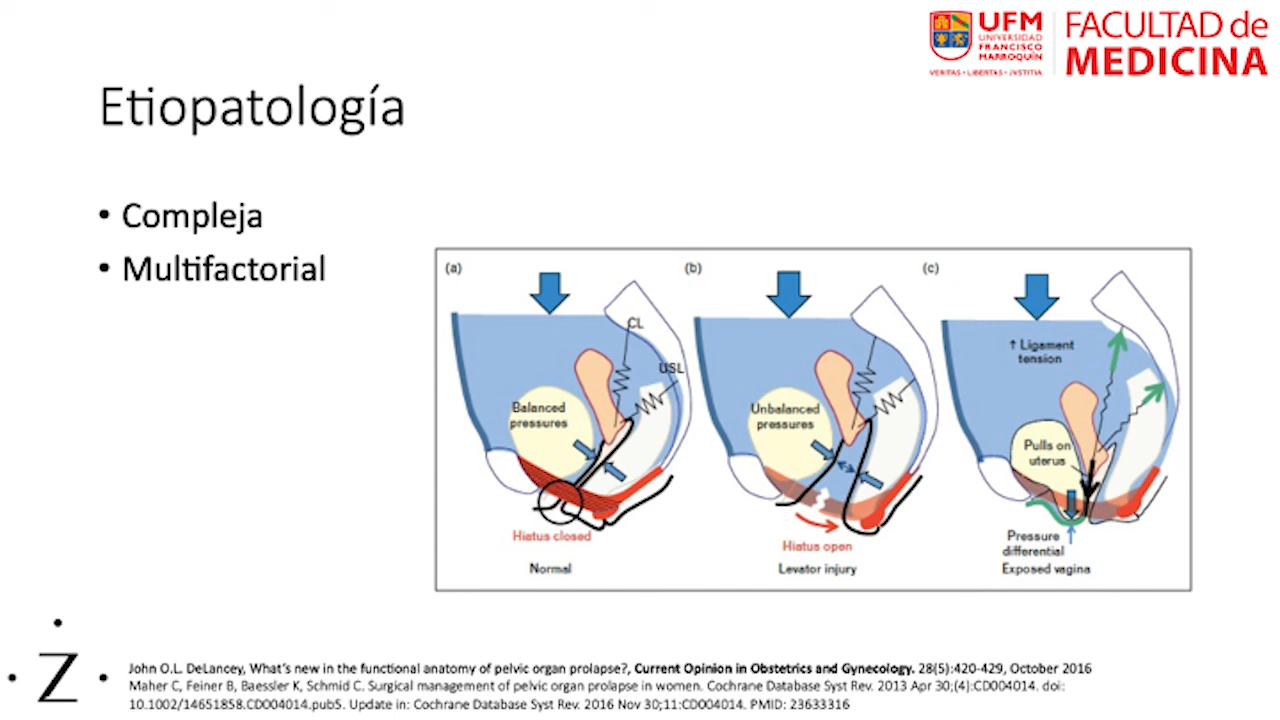 UFM
UNIVERSIDAD
FRANCISCO
MARROQUÍN
VERITAS • LIBERTAS • JVSTITIA
FACULTAD de
MEDICINA
Etiopatología
• Compleja
• Multifactorial
(a)
(b)
(c)
CL
USL
↑ Ligament
tension
Balanced
pressures
Unbalanced
pressures
Pulls on
uterus
Hiatus closed
Hiatus open
Pressure
differential
Normal
Levator injury
Exposed vagina
Z
John O.L. DeLancey, What's new in the functional anatomy of pelvic organ prolapse?, Current Opinion in Obstetrics and Gynecology. 28(5):420-429, October 2016
Maher C, Feiner B, Baessler K, Schmid C. Surgical management of pelvic organ prolapse in women. Cochrane Database Syst Rev. 2013 Apr 30;(4):CD004014. doi:
10.1002/14651858.CD004014.pub5. Update in: Cochrane Database Syst Rev. 2016 Nov 30;11:CD004014. PMID: 23633316